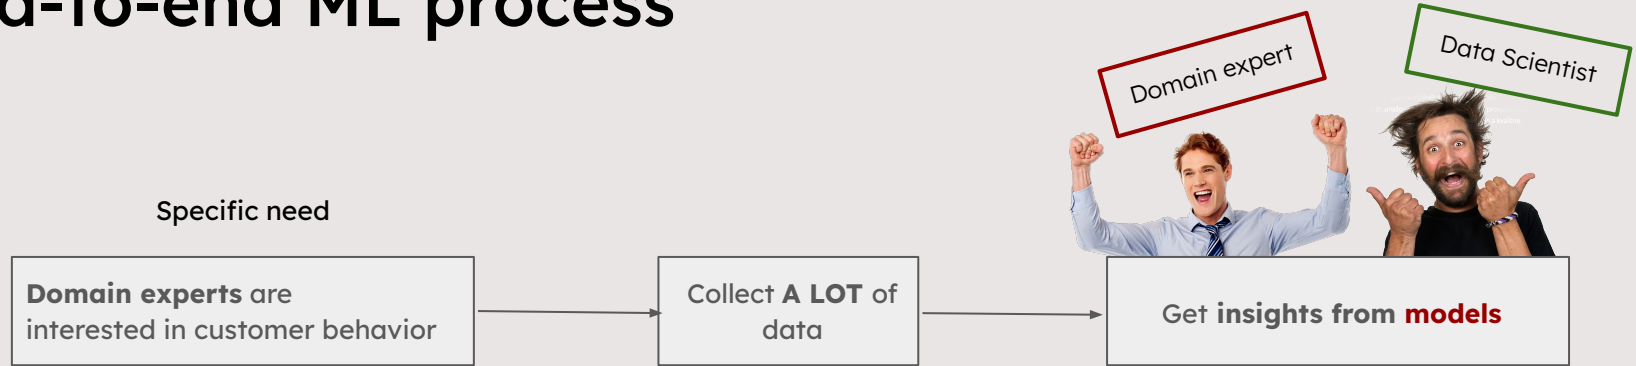 d-to-end ML process
Domain expert
Data Scientist
Specific need
Domain experts are
interested in customer behavior
Collect A LOT of
data
Get insights from models